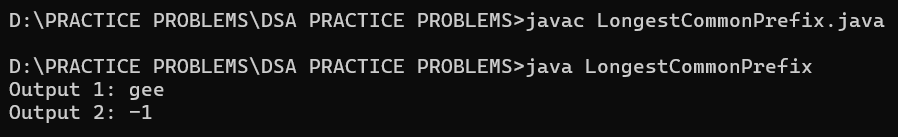 D:\PRACTICE PROBLEMS\DSA PRACTICE PROBLEMS>javac LongestCommonPrefix.java
D:\PRACTICE PROBLEMS\DSA PRACTICE PROBLEMS>java LongestCommonPrefix
Output 1: gee
Output 2: -1